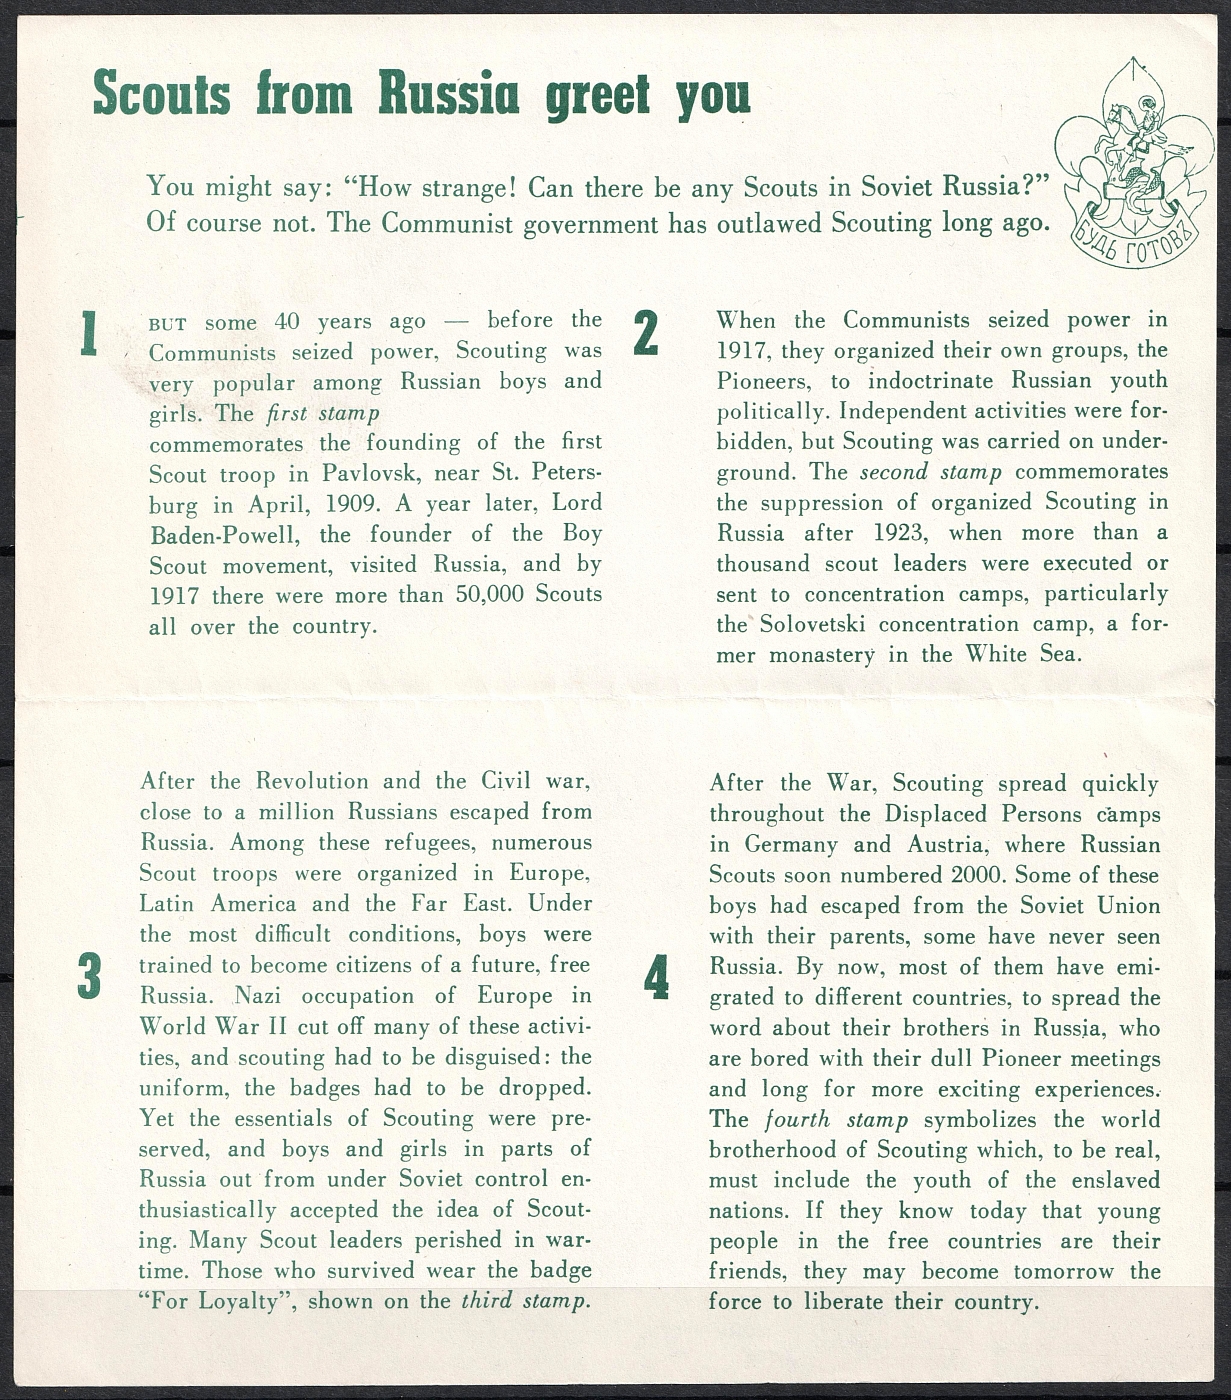 Scouts from Russia greet you
You might say: “How strange! Can there be any Scouts in Soviet Russia?”
Of course not. The Communist government has outlawed Scouting long ago.
БУДЬ ГОТОВЪ
1
BUT some 40 years ago — before the
Communists seized power, Scouting was
very popular among Russian boys and
girls. The first stamp
commemorates the founding of the first
Scout troop in Pavlovsk, near St. Peters-
burg in April, 1909. A year later, Lord
Baden-Powell, the founder of the Boy
Scout movement, visited Russia, and by
1917 there were more than 50,000 Scouts
all over the country.
2
When the Communists seized power in
1917, they organized their own groups, the
Pioneers, to indoctrinate Russian youth
politically. Independent activities were for-
bidden, but Scouting was carried on under-
ground. The second stamp commemorates
the suppression of organized Scouting in
Russia after 1923, when more than a
thousand scout leaders were executed or
sent to concentration camps, particularly
the Solovetski concentration camp, a for-
mer monastery in the White Sea.
3
After the Revolution and the Civil war,
close to a million Russians escaped from
Russia. Among these refugees, numerous
Scout troops were organized in Europe,
Latin America and the Far East. Under
the most difficult conditions, boys were
trained to become citizens of a future, free
Russia. Nazi occupation of Europe in
World War II cut off many of these activi-
ties, and scouting had to be disguised: the
uniform, the badges had to be dropped.
Yet the essentials of Scouting were pre-
served, and boys and girls in parts of
Russia out from under Soviet control en-
thusiastically accepted the idea of Scout-
ing. Many Scout leaders perished in war-
time. Those who survived wear the badge
“For Loyalty”, shown on the third stamp.
4
After the War, Scouting spread quickly
throughout the Displaced Persons camps
in Germany and Austria, where Russian
Scouts soon numbered 2000. Some of these
boys had escaped from the Soviet Union
with their parents, some have never seen
Russia. By now, most of them have emi-
grated to different countries, to spread the
word about their brothers in Russia, who
are bored with their dull Pioneer meetings
and long for more exciting experiences.
The fourth stamp symbolizes the world
brotherhood of Scouting which, to be real,
must include the youth of the enslaved
nations. If they know today that young
people in the free countries are their
friends, they may become tomorrow the
force to liberate their country.